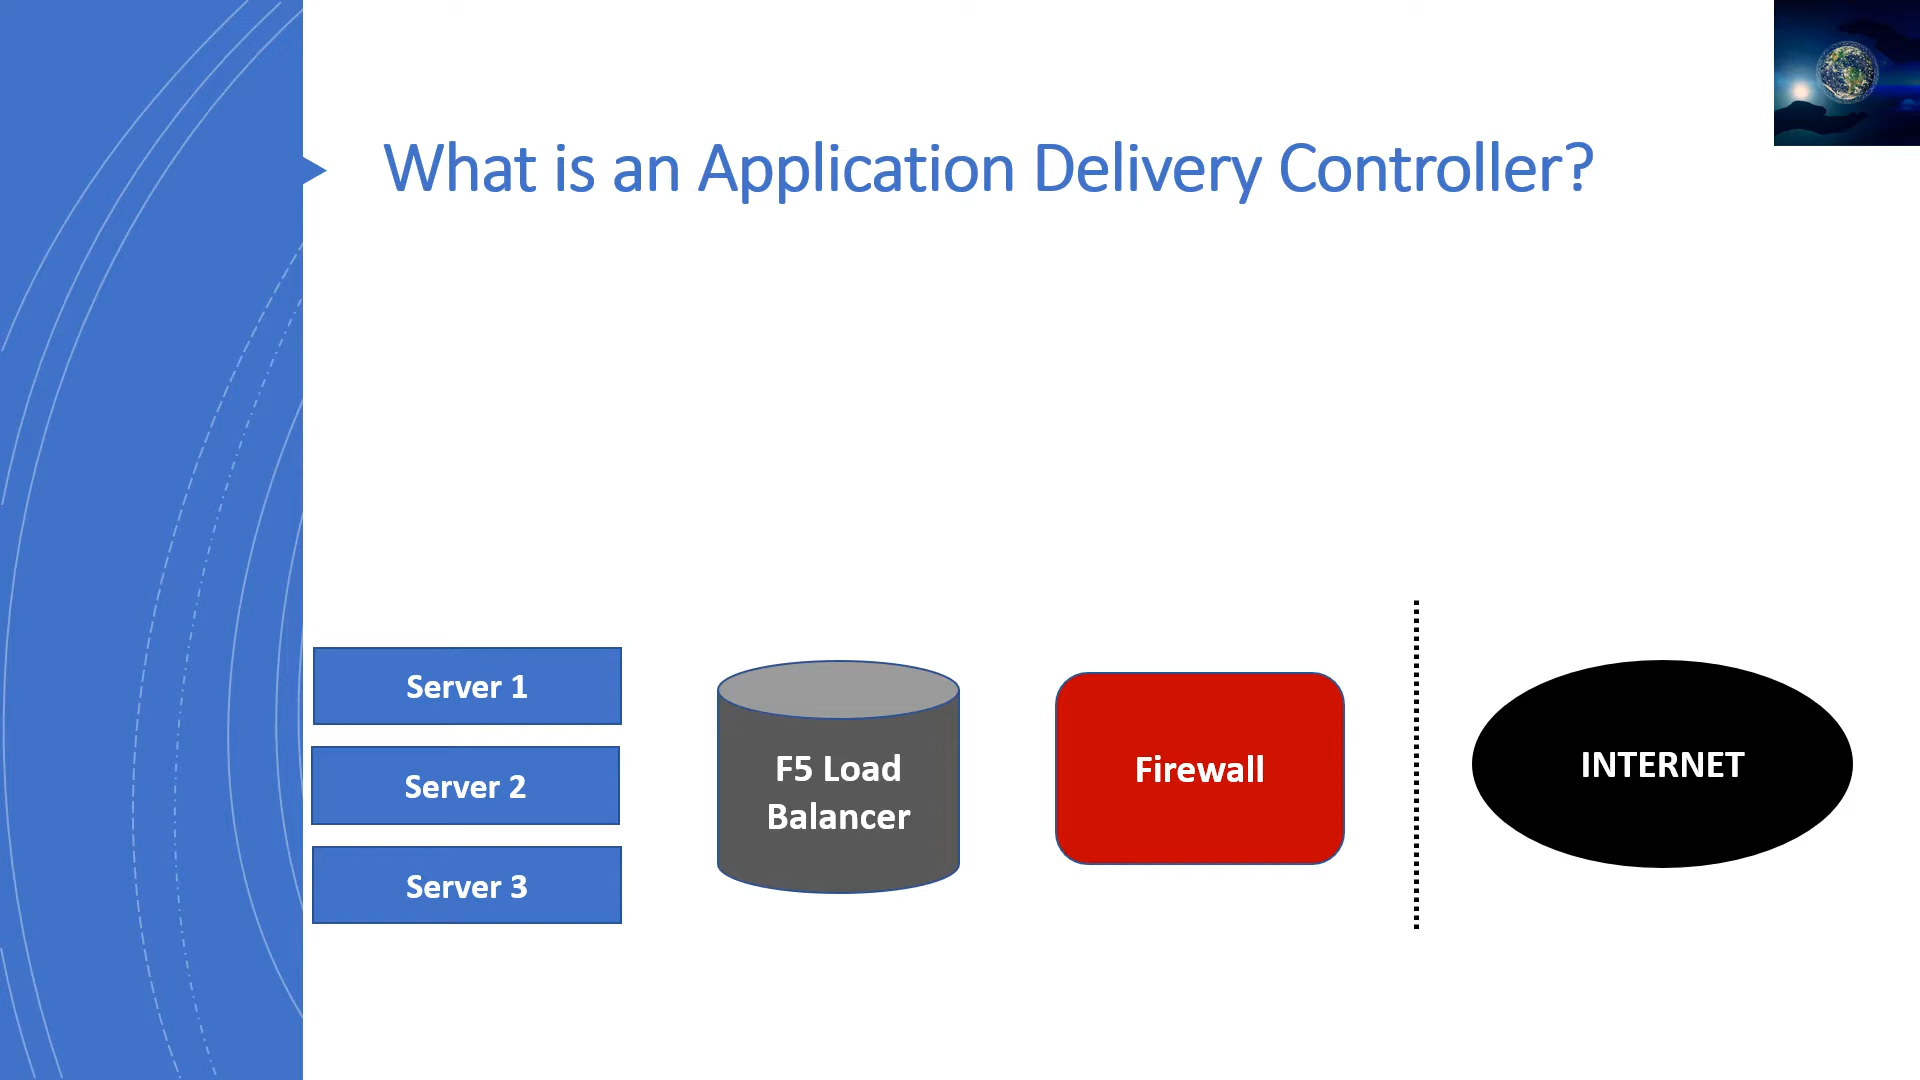 What is an Application Delivery Controller?
Server 1
Server 2
Server 3
F5 Load
Balancer
Firewall
INTERNET